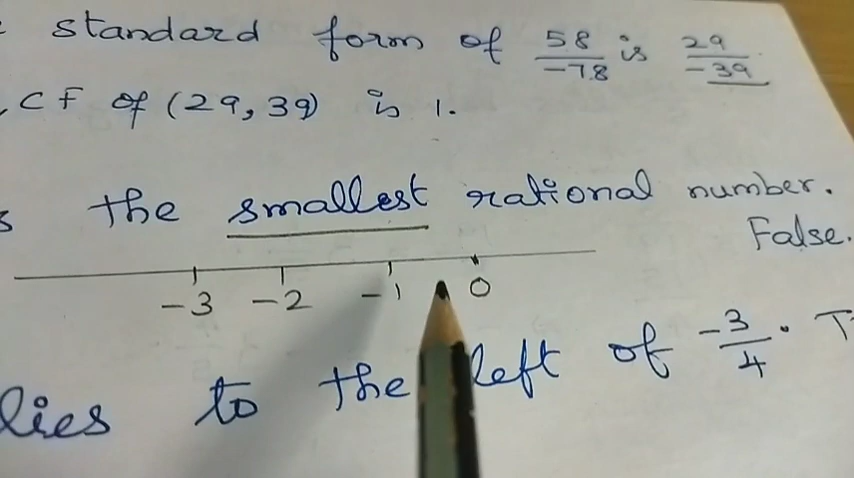 standard form of 58/-78 is 29/-39
CF of (29, 39) is 1.
the smallest rational number.
False.
-3 -2 -1 0
lies to the left of -3/4.